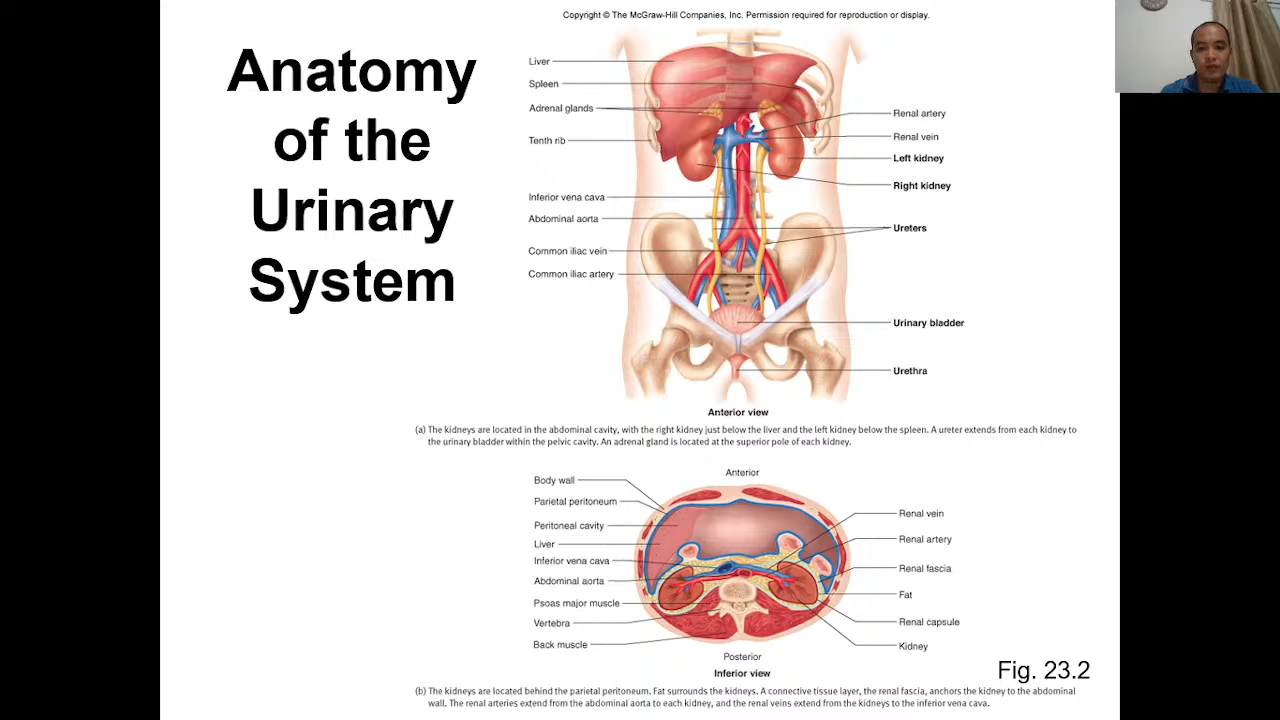 Copyright © The McGraw-Hill Companies, Inc. Permission required for reproduction or display.
Anatomy
of the
Urinary
System
Liver
Spleen
Adrenal glands
Tenth rib
Inferior vena cava
Abdominal aorta
Common iliac vein
Common iliac artery
Renal artery
Renal vein
Left kidney
Right kidney
Ureters
Urinary bladder
Urethra
Anterior view
(a) The kidneys are located in the abdominal cavity, with the right kidney just below the liver and the left kidney below the spleen. A ureter extends from each kidney to
the urinary bladder within the pelvic cavity. An adrenal gland is located at the superior pole of each kidney.
Anterior
Body wall
Parietal peritoneum
Peritoneal cavity
Liver
Inferior vena cava
Abdominal aorta
Psoas major muscle
Vertebra
Back muscle
Renal vein
Renal artery
Renal fascia
Fat
Renal capsule
Kidney
Posterior
Inferior view
Fig. 23.2
(b) The kidneys are located behind the parietal peritoneum. Fat surrounds the kidneys. A connective tissue layer, the renal fascia, anchors the kidney to the abdominal
wall. The renal arteries extend from the abdominal aorta to each kidney, and the renal veins extend from the kidneys to the inferior vena cava.